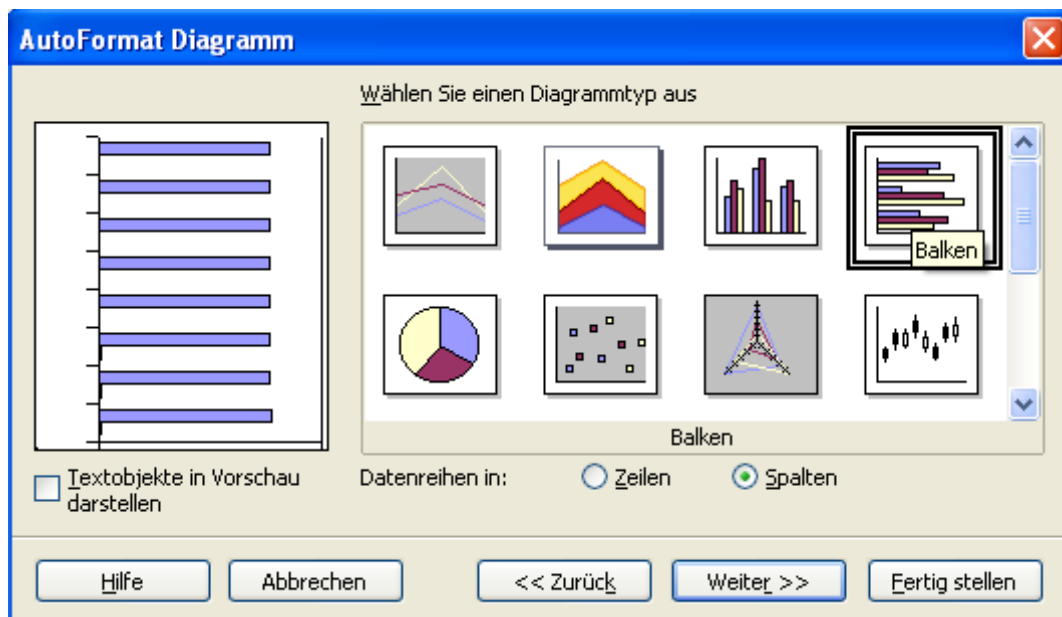 AutoFormat Diagramm
Wählen Sie einen Diagrammtyp aus
Balken
Balken
Textobjekte in Vorschau
darstellen
Datenreihen in: Zeilen Spalten
Hilfe Abbrechen << Zurück Weiter >> Fertig stellen